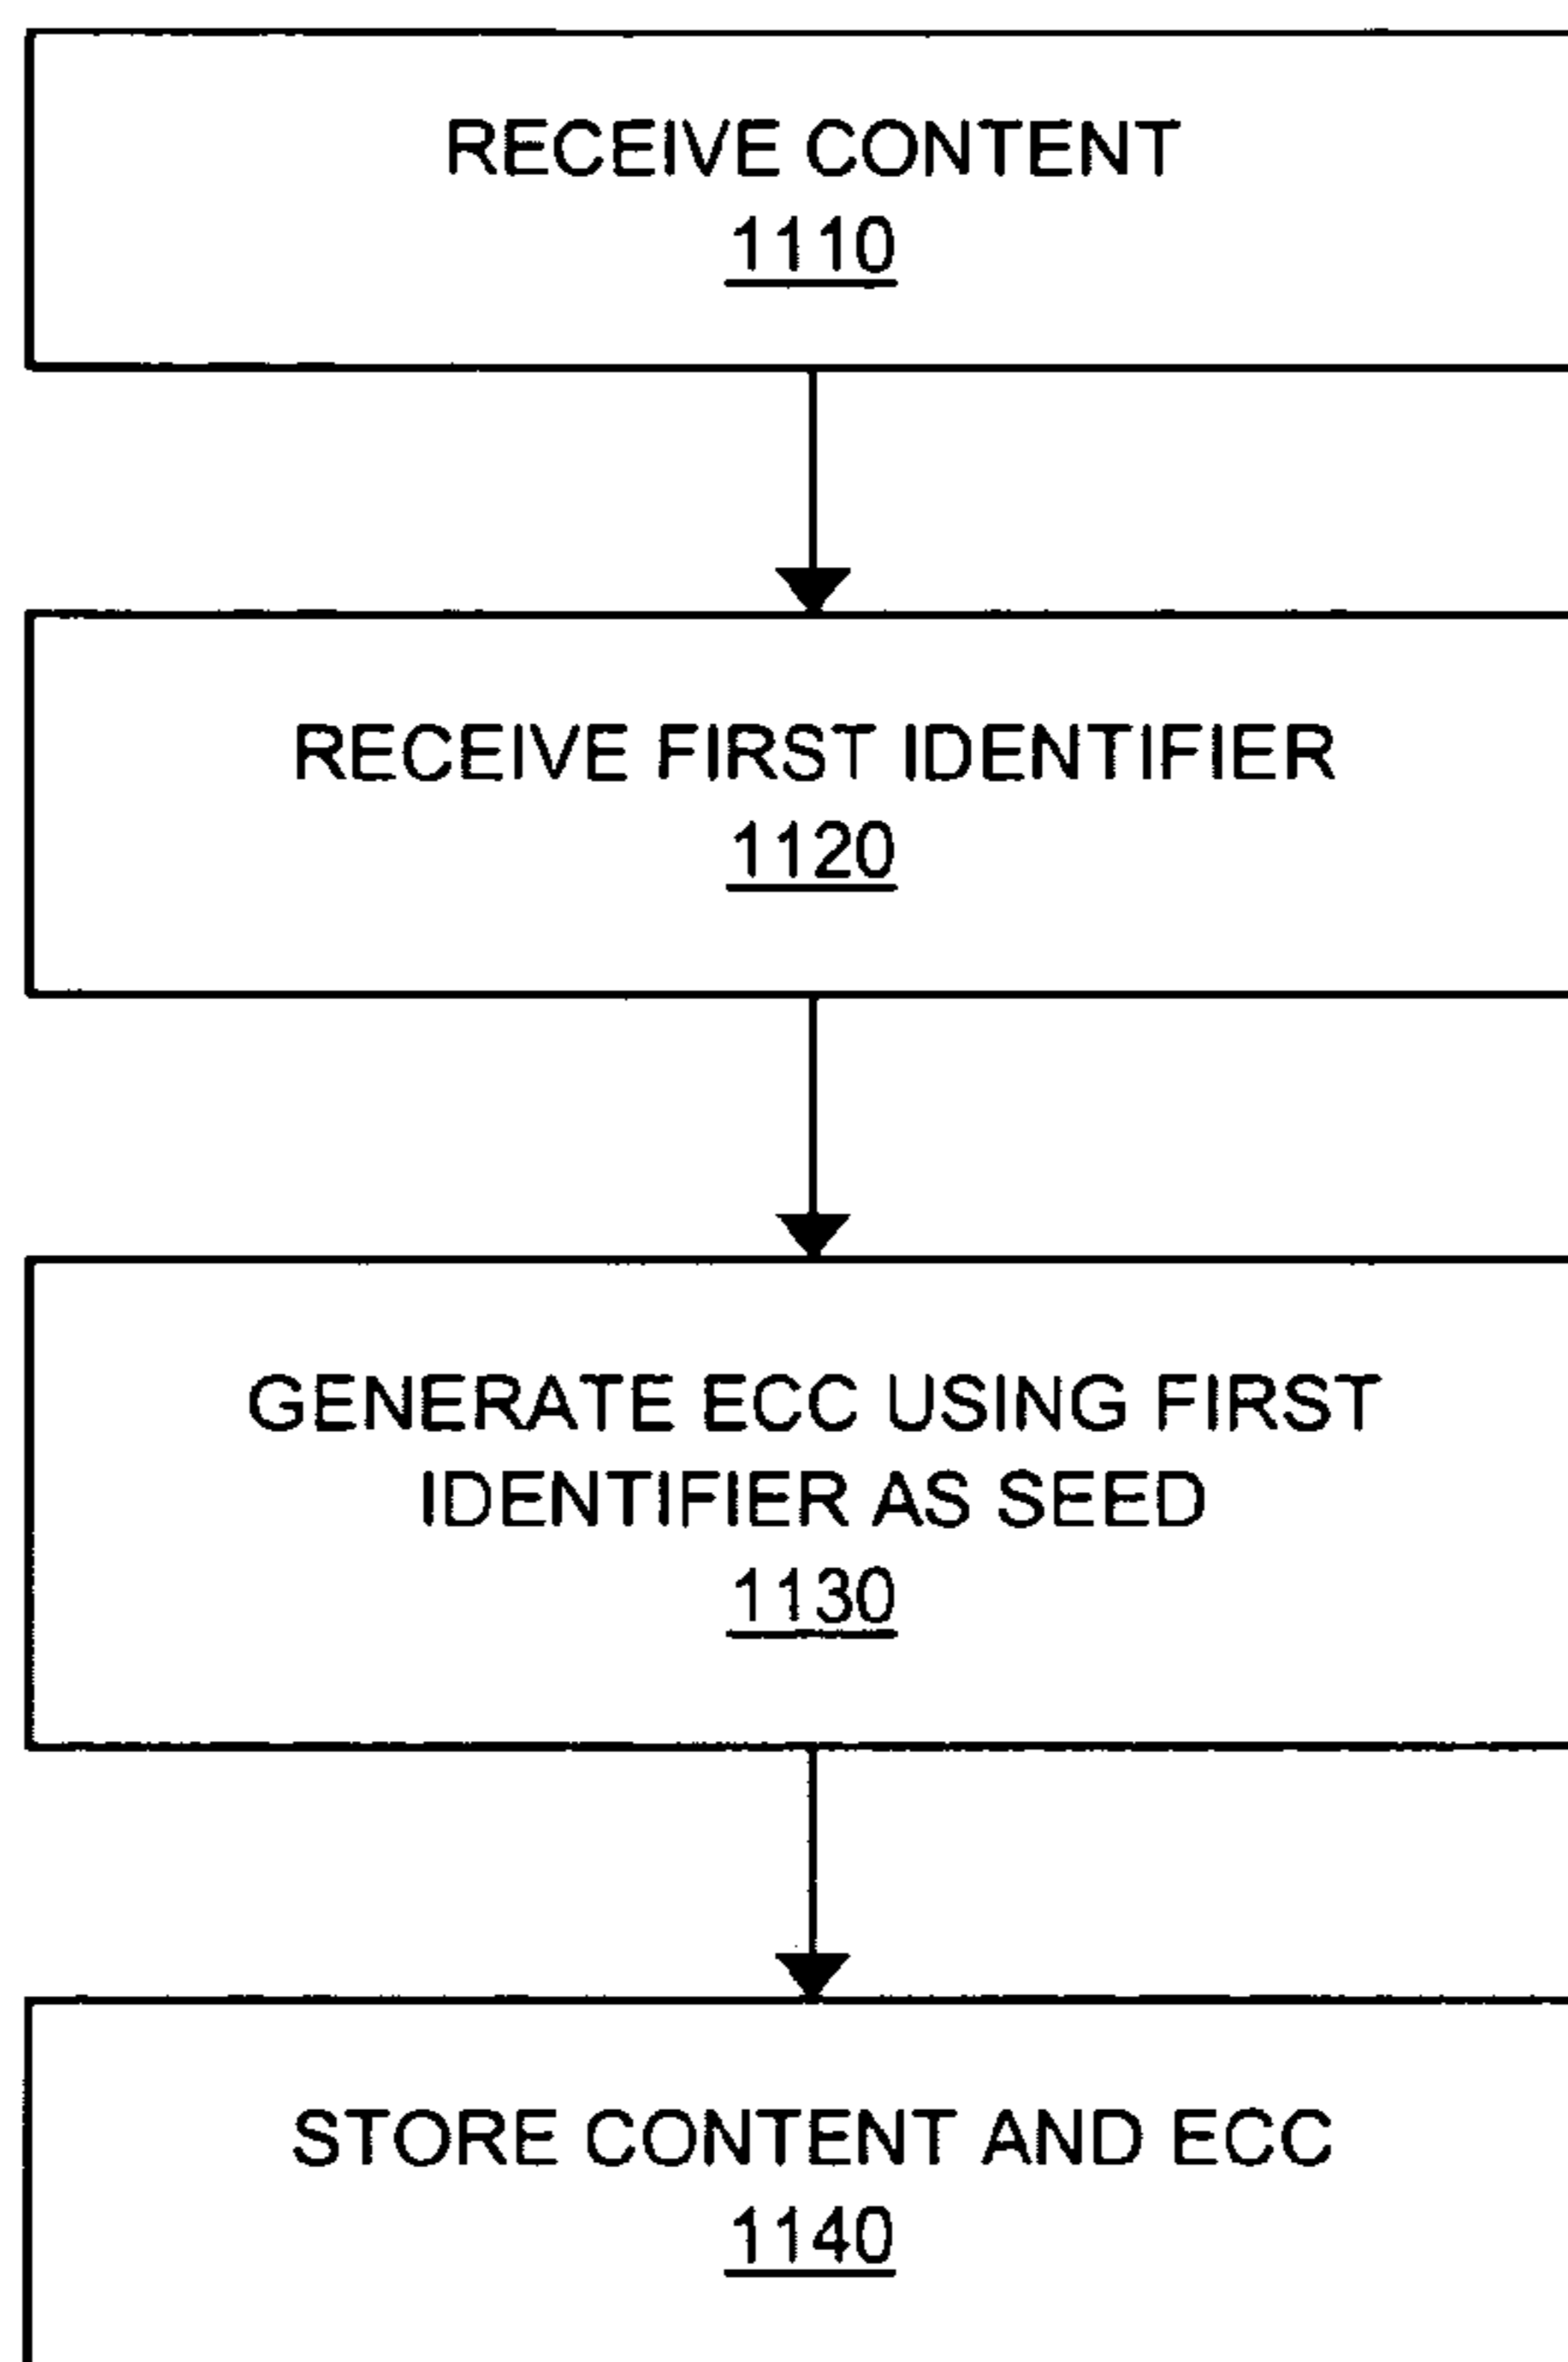 RECEIVE CONTENT
1110
RECEIVE FIRST IDENTIFIER
1120
GENERATE ECC USING FIRST
IDENTIFIER AS SEED
1130
STORE CONTENT AND ECC
1140